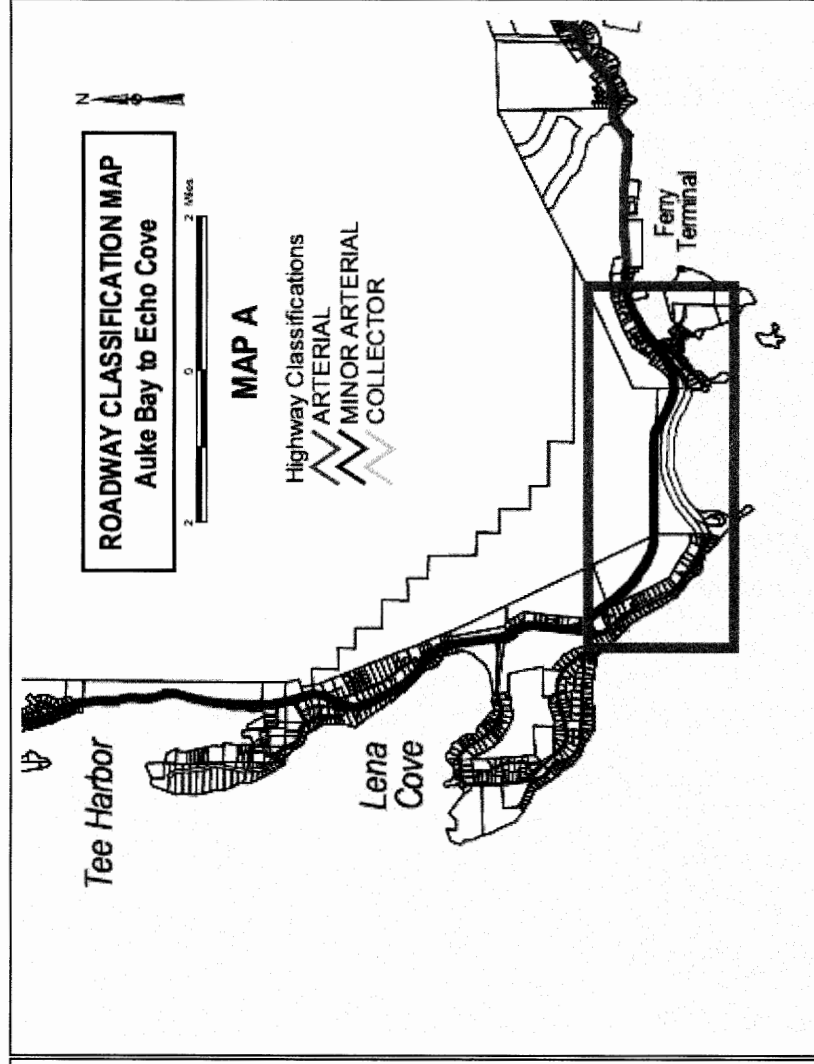 N
ROADWAY CLASSIFICATION MAP
Auke Bay to Echo Cove
2 0 2 Miles
MAP A
Highway Classifications
ARTERIAL
MINOR ARTERIAL
COLLECTOR
Tee Harbor
Lena
Cove
Ferry
Terminal